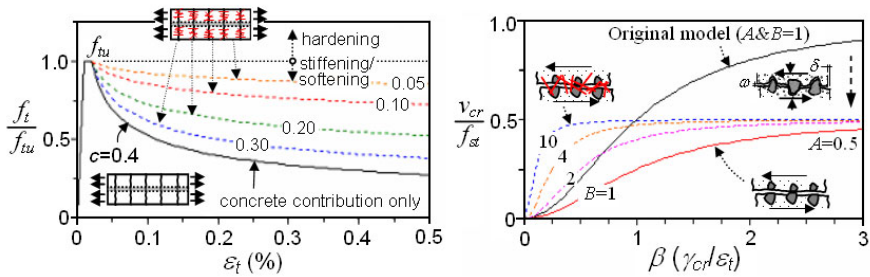 f_tu
hardening
stiffening/
softening
0.05
0.10
0.20
0.30
c=0.4
concrete contribution only
f_t
f_tu
1.0
0.5
0
0 0.1 0.2 0.3 0.4 0.5
ε_t (%)
Original model (A&B=1)
ω
δ
10
4
2
B=1
A=0.5
v_cr
f_st
1.0
0.5
0.0
0 1 2 3
β (γ_cr/ε_t)